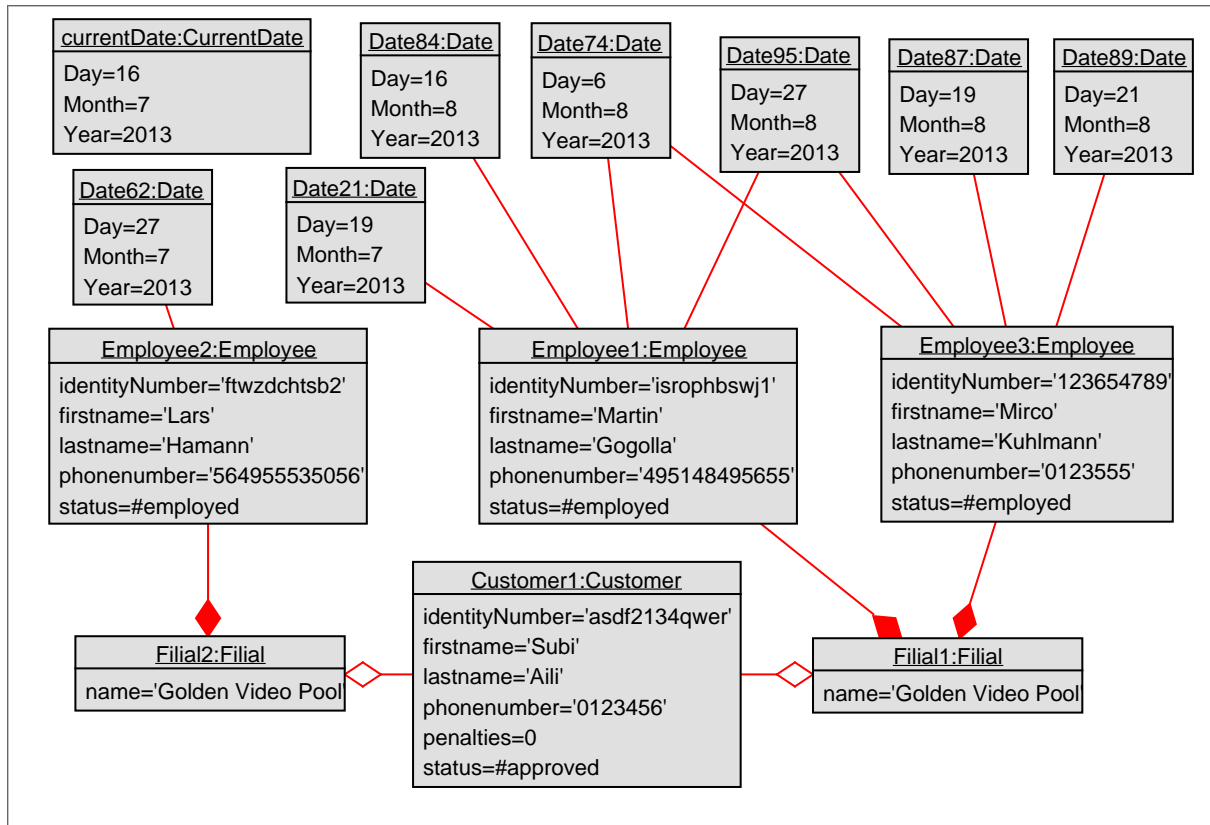 currentDate:CurrentDate
Day=16
Month=7
Year=2013
Date84:Date
Day=16
Month=8
Year=2013
Date74:Date
Day=6
Month=8
Year=2013
Date95:Date
Day=27
Month=8
Year=2013
Date87:Date
Day=19
Month=8
Year=2013
Date89:Date
Day=21
Month=8
Year=2013
Date62:Date
Day=27
Month=7
Year=2013
Date21:Date
Day=19
Month=7
Year=2013
Employee2:Employee
identityNumber='ftwzdchtsb2'
firstname='Lars'
lastname='Hamann'
phonenumber='564955535056'
status=#employed
Employee1:Employee
identityNumber='isrophbswj1'
firstname='Martin'
lastname='Gogolla'
phonenumber='495148495655'
status=#employed
Employee3:Employee
identityNumber='123654789'
firstname='Mirco'
lastname='Kuhlmann'
phonenumber='0123555'
status=#employed
Filial2:Filial
name='Golden Video Pool'
Customer1:Customer
identityNumber='asdf2134qwer'
firstname='Subi'
lastname='Aili'
phonenumber='0123456'
penalties=0
status=#approved
Filial1:Filial
name='Golden Video Pool'